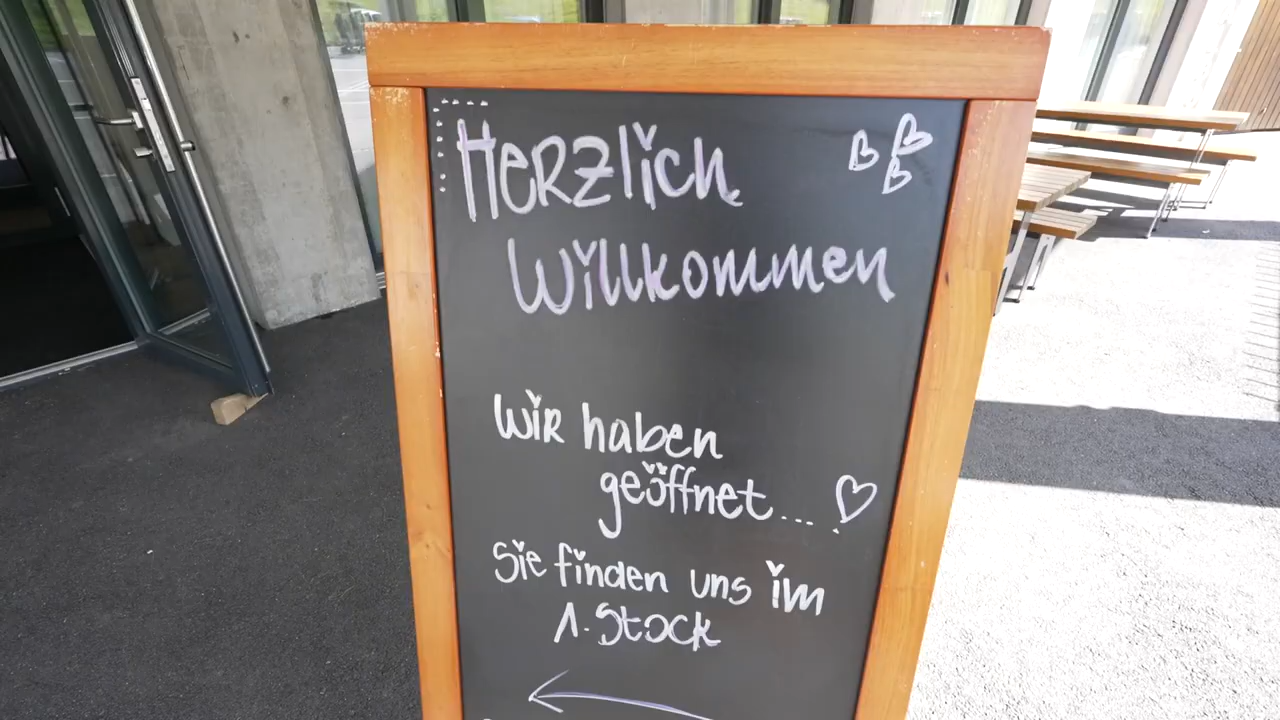 Herzlich
Willkommen
Wir haben
geöffnet...
Sie finden uns im
1. Stock